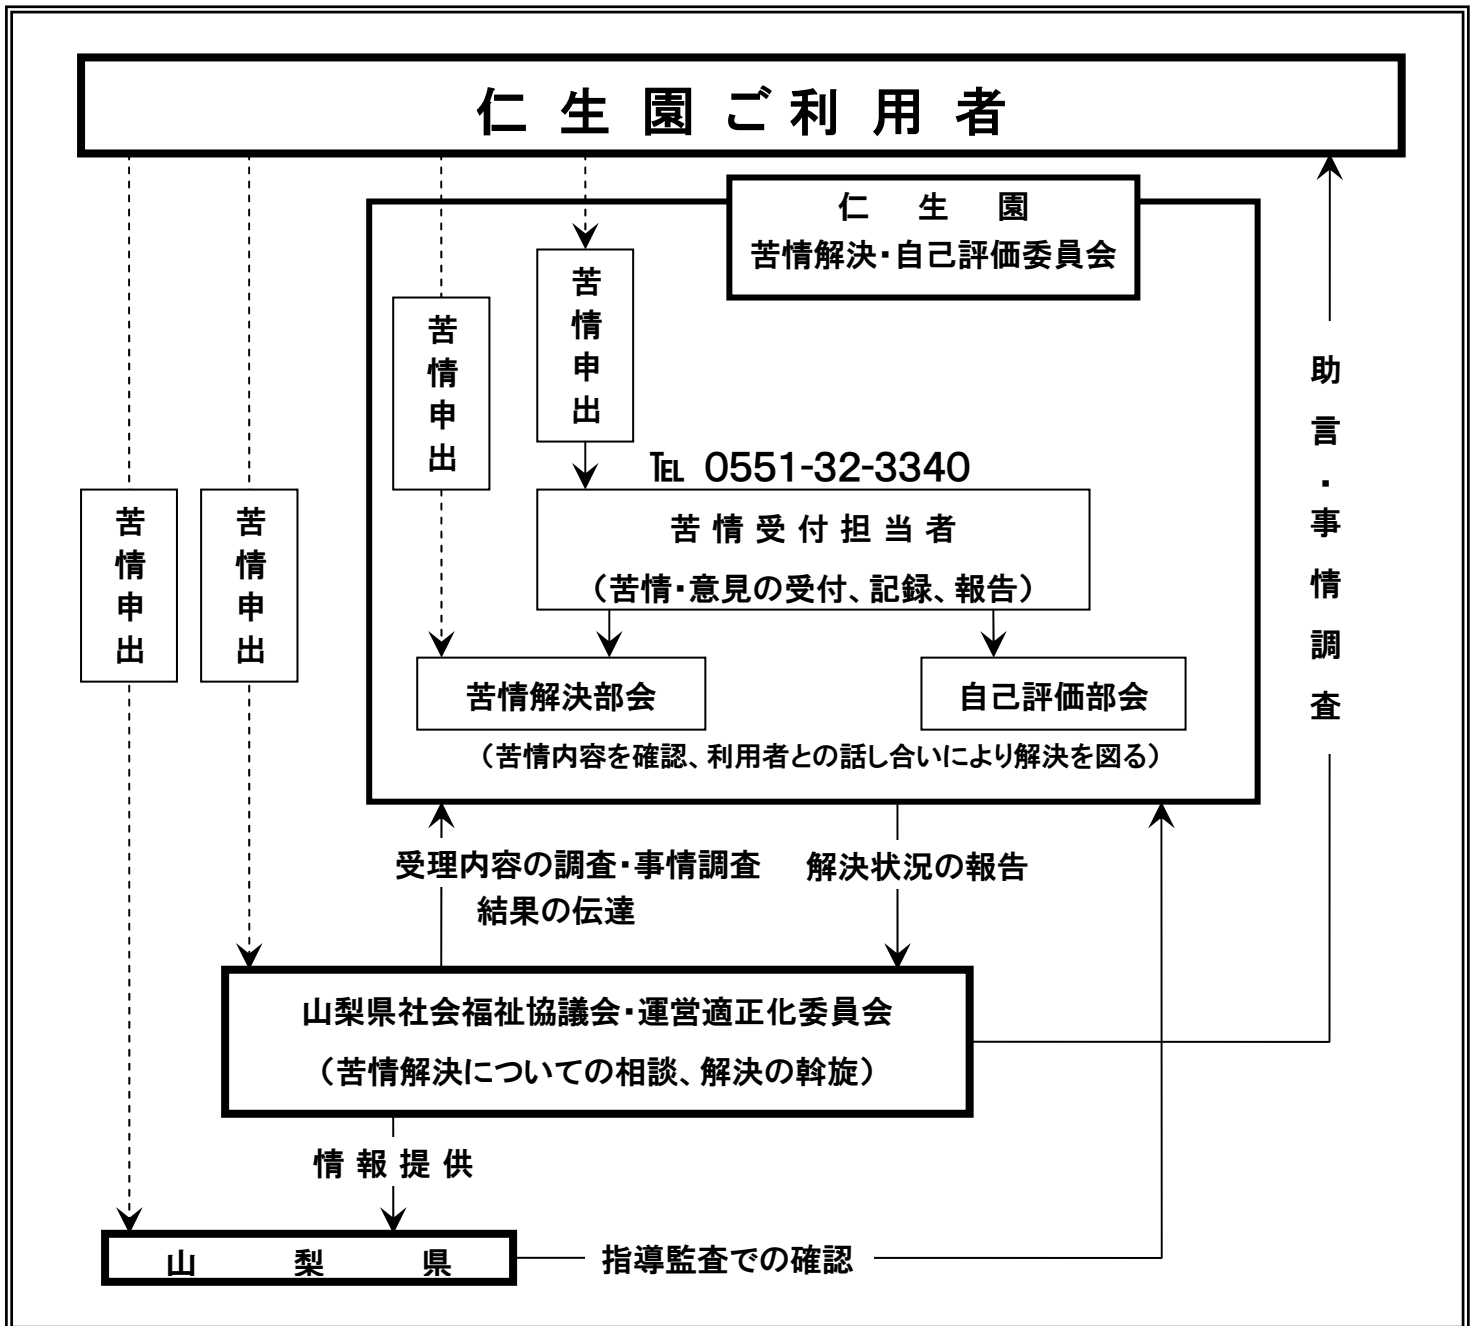 仁生園ご利用者
仁生園
苦情解決・自己評価委員会
苦情申出
苦情申出
苦情申出
苦情申出
℡ 0551-32-3340
苦情受付担当者
（苦情・意見の受付、記録、報告）
苦情解決部会
自己評価部会
（苦情内容を確認、利用者との話し合いにより解決を図る）
助言・事情調査
受理内容の調査・事情調査
結果の伝達
解決状況の報告
山梨県社会福祉協議会・運営適正化委員会
（苦情解決についての相談、解決の斡旋）
情報提供
山梨県
指導監査での確認